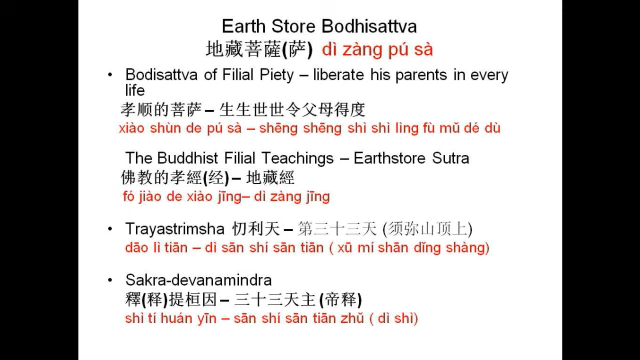 Earth Store Bodhisattva
地藏菩薩(萨) dì zàng pú sà
• Bodisattva of Filial Piety – liberate his parents in every
life
孝顺的菩萨 – 生生世世令父母得度
xiào shùn de pú sà – shēng shēng shì shì lìng fù mǔ dé dù
The Buddhist Filial Teachings – Earthstore Sutra
佛教的孝經(经) – 地藏經
fó jiào de xiào jīng– dì zàng jīng
• Trayastrimsha 忉利天 – 第三十三天 (须弥山顶上)
dāo lì tiān – dì sān shí sān tiān ( xū mí shān dǐng shàng)
• Sakra-devanamindra
釋(释)提桓因 – 三十三天主 (帝释)
shì tí huán yīn – sān shí sān tiān zhǔ ( dì shì)